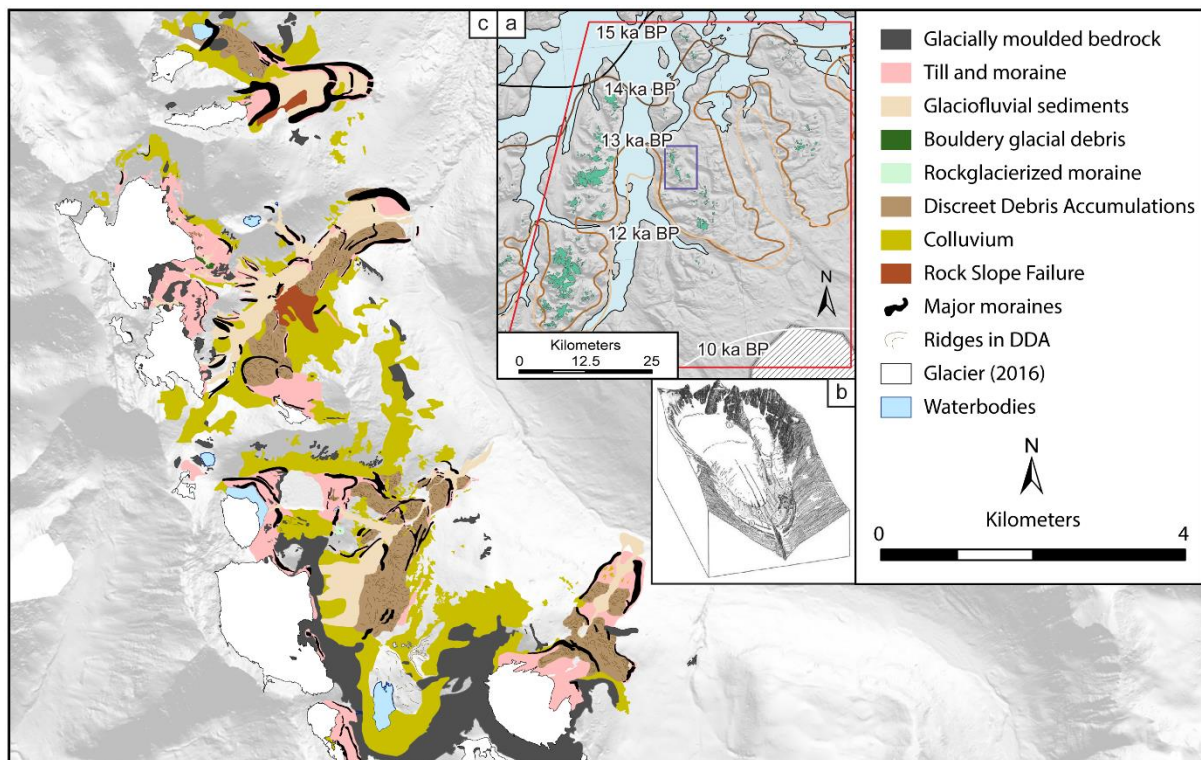 c
a
15 ka BP
14 ka BP
13 ka BP
12 ka BP
N
Kilometers
0 12.5 25
10 ka BP
b
Glacially moulded bedrock
Till and moraine
Glaciofluvial sediments
Bouldery glacial debris
Rockglacierized moraine
Discreet Debris Accumulations
Colluvium
Rock Slope Failure
Major moraines
Ridges in DDA
Glacier (2016)
Waterbodies
N
Kilometers
0 4